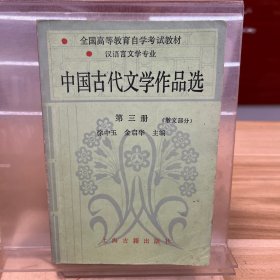 全国高等教育自学考试教材
汉语言文学专业
中国古代文学作品选
第三册 (散文部分)
徐中玉 金启华 主编
上海古籍出版社